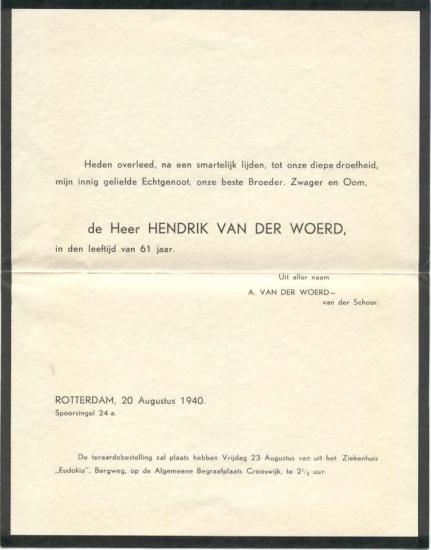 Heden overleed, na een smartelijk lijden, tot onze diepe droefheid,
mijn innig geliefde Echtgenoot, onze beste Broeder, Zwager en Oom,
de Heer HENDRIK VAN DER WOERD,
in den leeftijd van 61 jaar.
Uit aller naam
A. VAN DER WOERD—
van der Schoor.
ROTTERDAM, 20 Augustus 1940.
Spoorsingel 24 a.
De teraardebestelling zal plaats hebben Vrijdag 23 Augustus van uit het Ziekenhuis
„Eudokia", Bergweg, op de Algemene Begraafplaats Crooswijk, te 2½ uur.